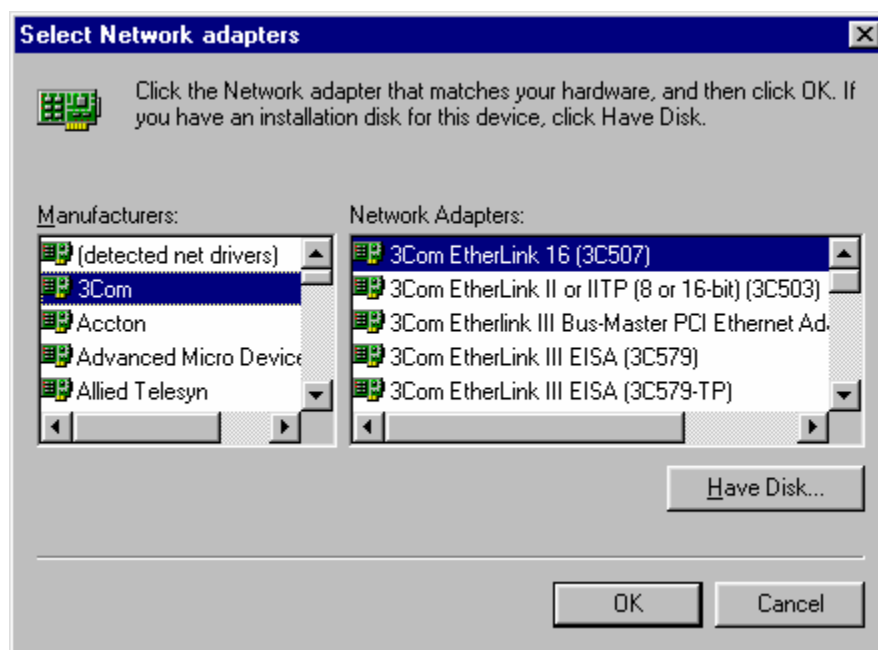 Select Network adapters
Click the Network adapter that matches your hardware, and then click OK. If
you have an installation disk for this device, click Have Disk.
Manufacturers:
(detected net drivers)
3Com
Accton
Advanced Micro Device
Allied Telesyn
Network Adapters:
3Com EtherLink 16 (3C507)
3Com EtherLink II or IITP (8 or 16-bit) (3C503)
3Com Etherlink III Bus-Master PCI Ethernet Ad
3Com EtherLink III EISA (3C579)
3Com EtherLink III EISA (3C579-TP)
Have Disk...
OK
Cancel